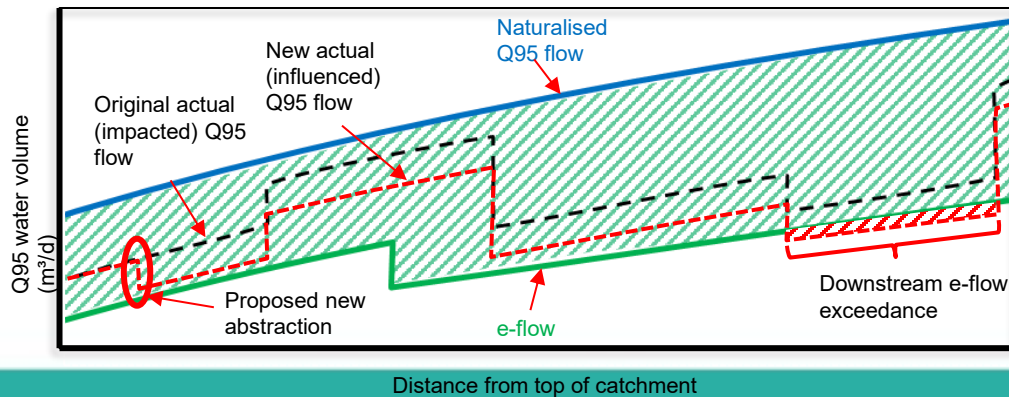 Naturalised
Q95 flow
New actual
(influenced)
Q95 flow
Original actual
(impacted) Q95
flow
Q95 water volume
(m³/d)
Proposed new
abstraction
e-flow
Downstream e-flow
exceedance
Distance from top of catchment